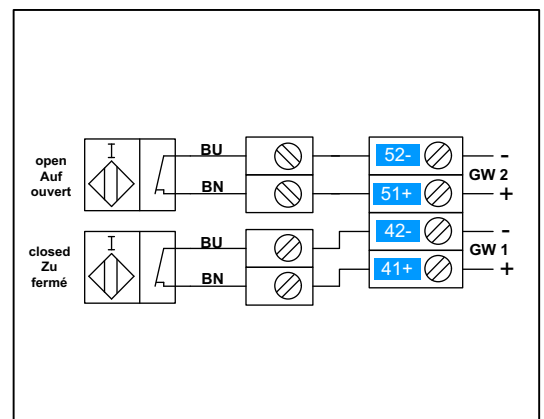 open
Auf
ouvert
BU
BN
52-
51+
-
GW 2
+
closed
Zu
fermé
BU
BN
42-
41+
-
GW 1
+